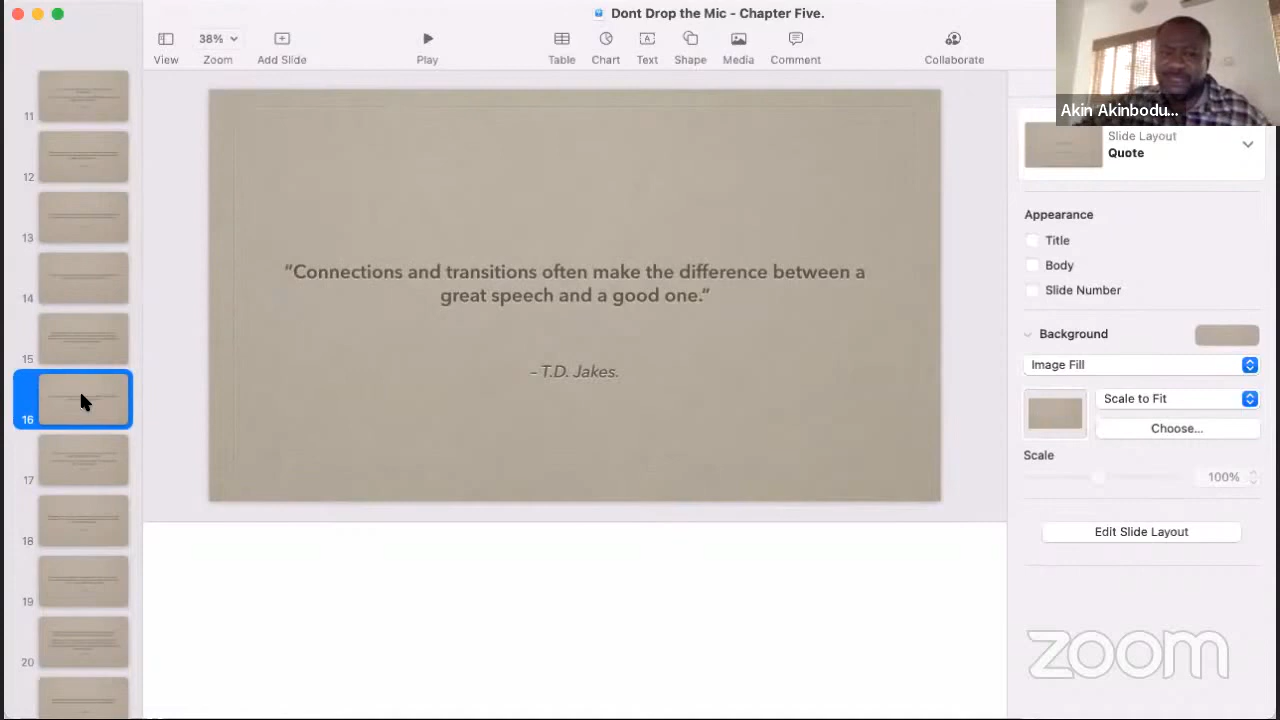 Dont Drop the Mic - Chapter Five.
38%
View
Zoom
Add Slide
Play
Table
Chart
Text
Shape
Media
Comment
Collaborate
Akin Akinbodu...
11
12
13
14
15
16
17
18
19
20
“Connections and transitions often make the difference between a
great speech and a good one.”
– T.D. Jakes.
Slide Layout
Quote
Appearance
Title
Body
Slide Number
Background
Image Fill
Scale to Fit
Choose...
Scale
100%
Edit Slide Layout
zoom